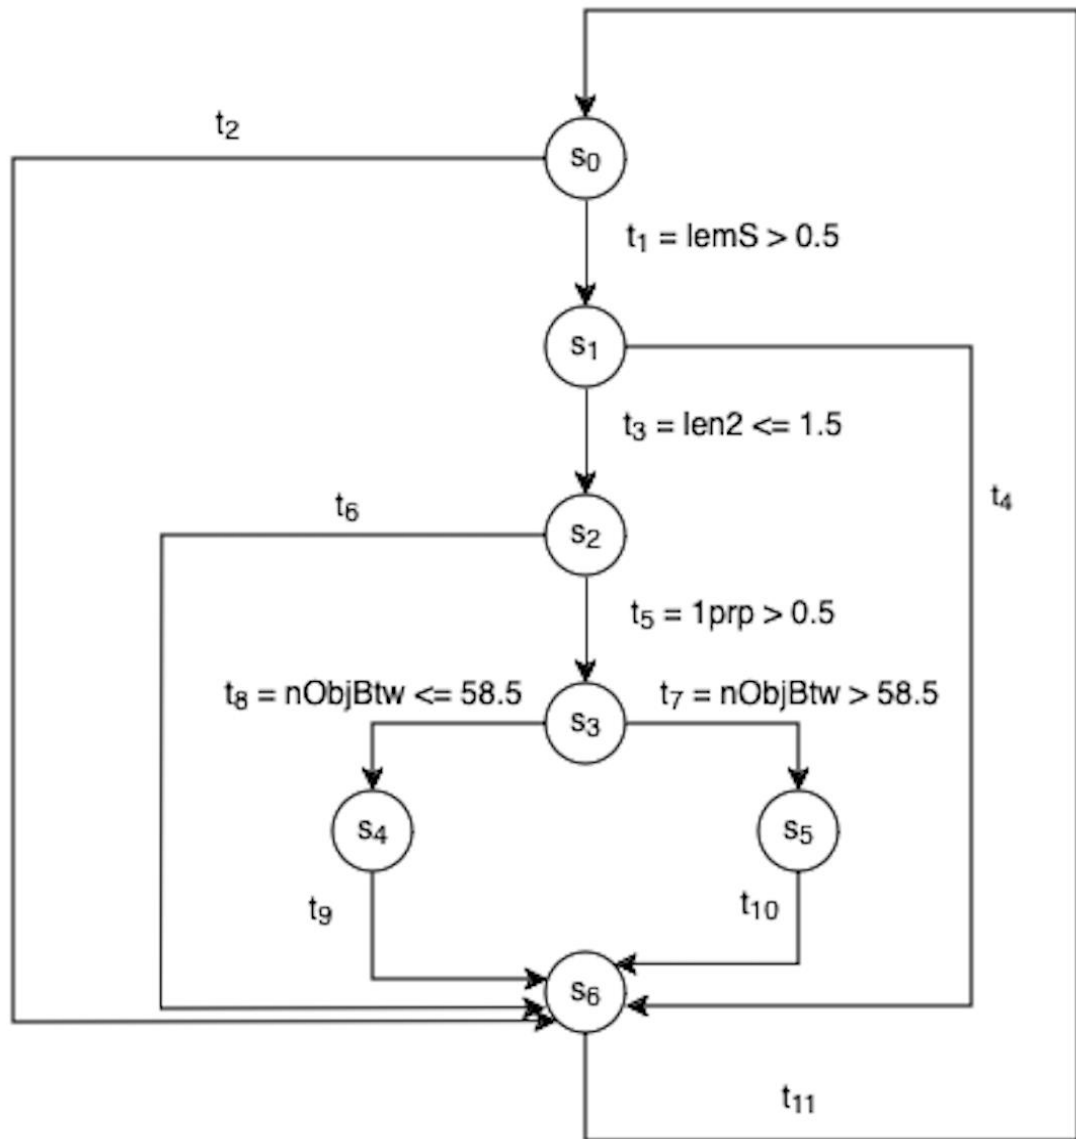 t2
s0
t1 = lemS > 0.5
s1
t3 = len2 <= 1.5
t4
t6
s2
t5 = 1prp > 0.5
t8 = nObjBtw <= 58.5
t7 = nObjBtw > 58.5
s3
s4
s5
t9
t10
s6
t11